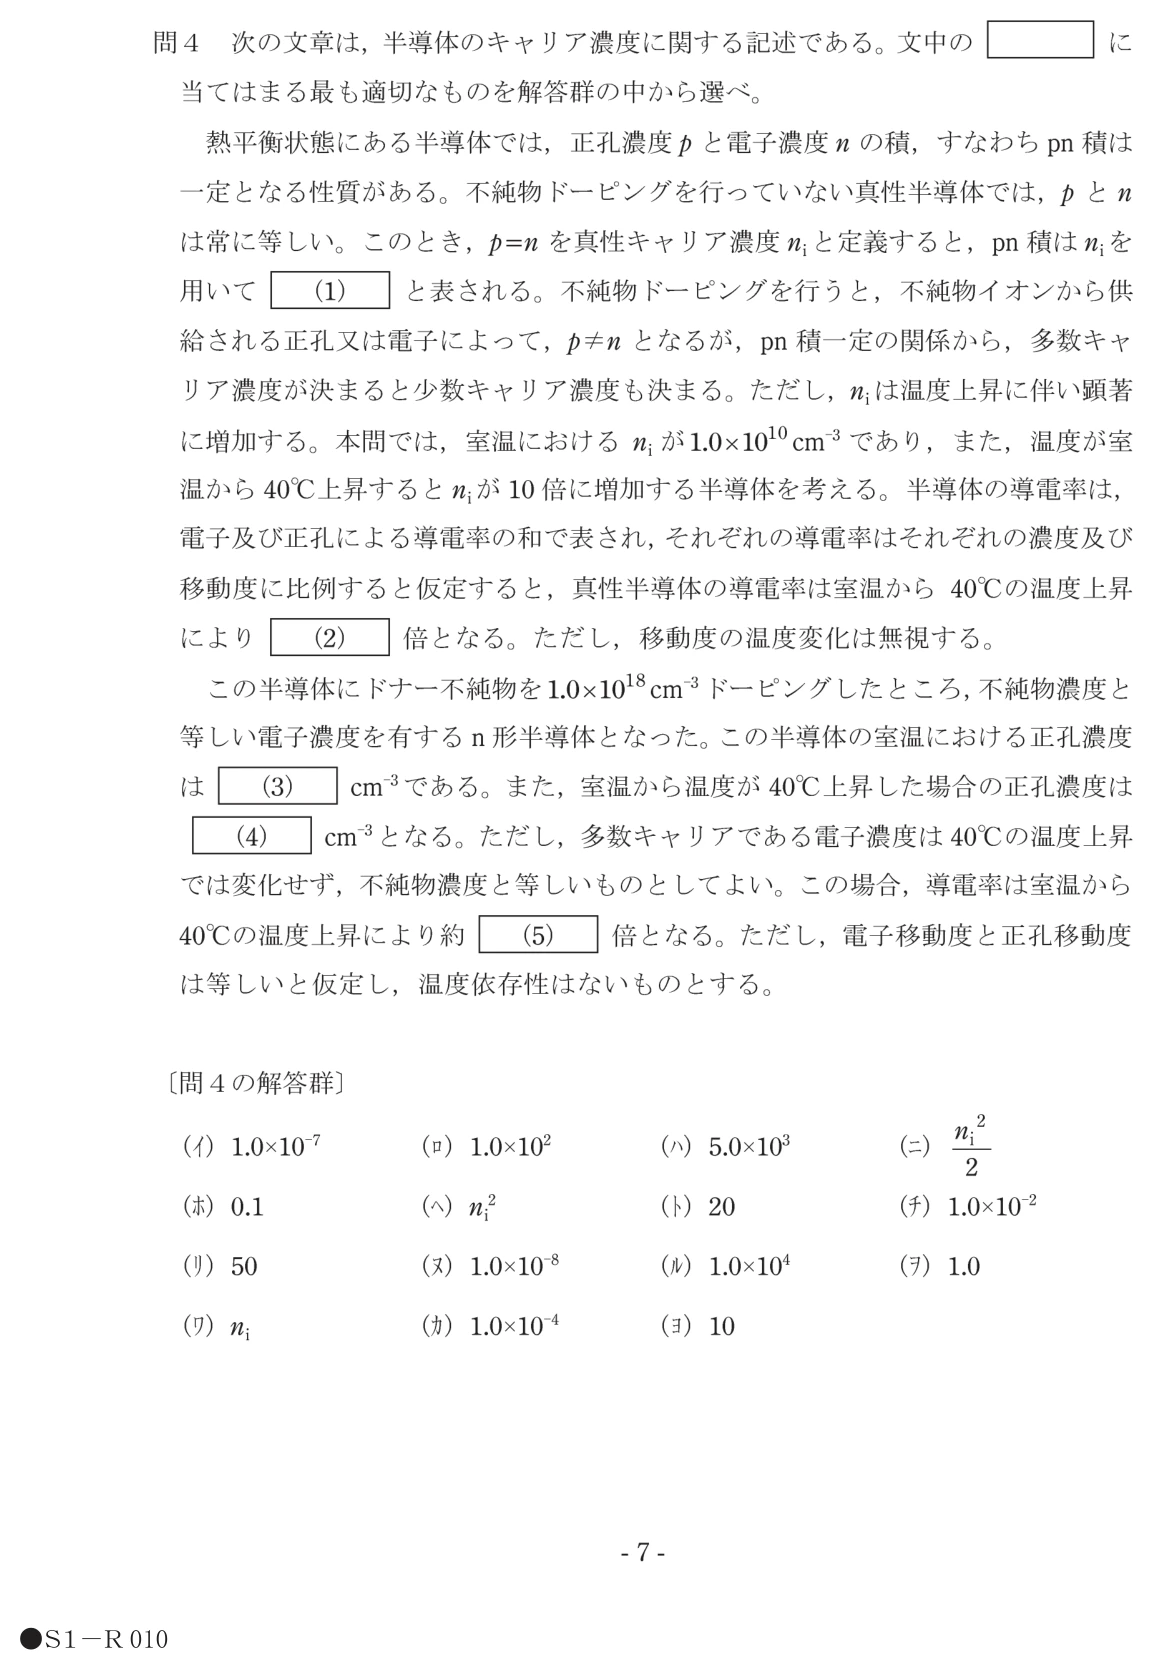 問４　次の文章は，半導体のキャリア濃度に関する記述である。文中の　　　　に
当てはまる最も適切なものを解答群の中から選べ。
熱平衡状態にある半導体では，正孔濃度 p と電子濃度 n の積，すなわち pn 積は
一定となる性質がある。不純物ドーピングを行っていない真性半導体では，p と n
は常に等しい。このとき，p=n を真性キャリア濃度 nᵢ と定義すると，pn 積は nᵢ を
用いて (1) と表される。不純物ドーピングを行うと，不純物イオンから供
給される正孔又は電子によって，p≠n となるが，pn 積一定の関係から，多数キャ
リア濃度が決まると少数キャリア濃度も決まる。ただし，nᵢ は温度上昇に伴い顕著
に増加する。本問では，室温における nᵢ が 1.0×10¹⁰ cm⁻³ であり，また，温度が室
温から 40℃上昇すると nᵢ が 10 倍に増加する半導体を考える。半導体の導電率は，
電子及び正孔による導電率の和で表され，それぞれの導電率はそれぞれの濃度及び
移動度に比例すると仮定すると，真性半導体の導電率は室温から 40℃の温度上昇
により (2) 倍となる。ただし，移動度の温度変化は無視する。
この半導体にドナー不純物を 1.0×10¹⁸ cm⁻³ ドーピングしたところ，不純物濃度と
等しい電子濃度を有する n 形半導体となった。この半導体の室温における正孔濃度
は (3) cm⁻³ である。また，室温から温度が 40℃上昇した場合の正孔濃度は
(4) cm⁻³ となる。ただし，多数キャリアである電子濃度は 40℃の温度上昇
では変化せず，不純物濃度と等しいものとしてよい。この場合，導電率は室温から
40℃の温度上昇により約 (5) 倍となる。ただし，電子移動度と正孔移動度
は等しいと仮定し，温度依存性はないものとする。
〔問４の解答群〕
(イ) 1.0×10⁻⁷ (ロ) 1.0×10² (ハ) 5.0×10³ (ニ) nᵢ²/2
(ホ) 0.1 (ヘ) nᵢ² (ト) 20 (チ) 1.0×10⁻²
(リ) 50 (ヌ) 1.0×10⁻⁸ (ル) 1.0×10⁴ (ヲ) 1.0
(ワ) nᵢ (カ) 1.0×10⁻⁴ (ヨ) 10
- 7 -
●S1－R 010